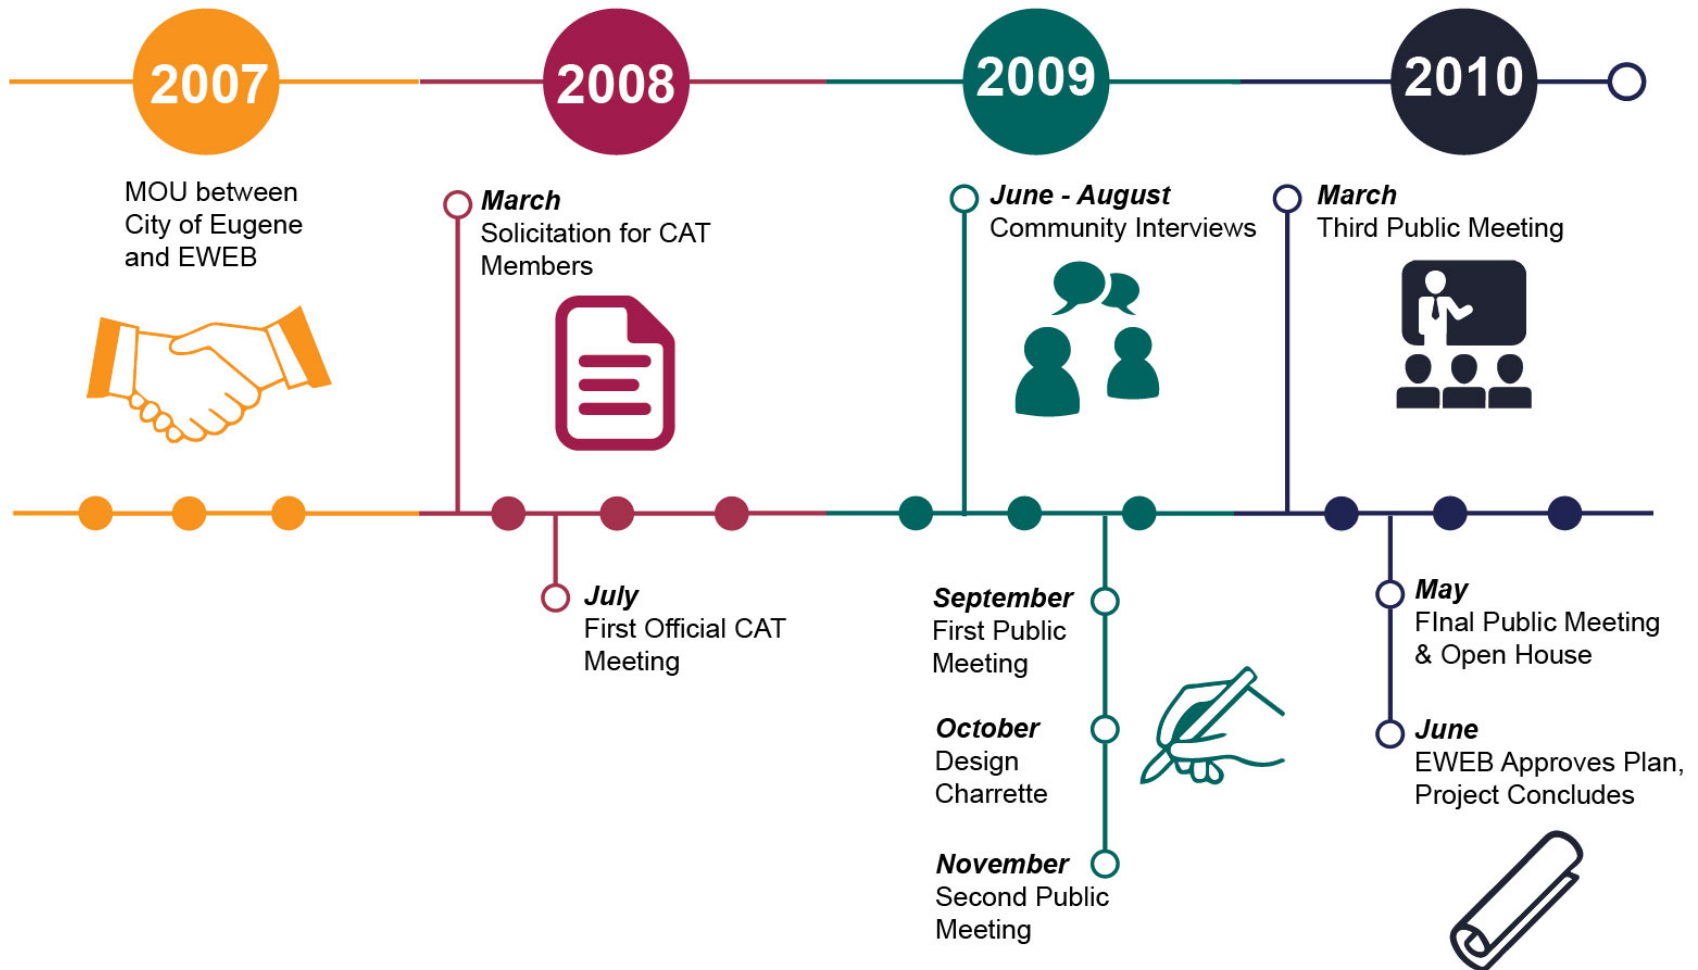 2007
MOU between
City of Eugene
and EWEB
2008
March
Solicitation for CAT
Members
July
First Official CAT
Meeting
2009
June - August
Community Interviews
September
First Public
Meeting
October
Design
Charrette
November
Second Public
Meeting
2010
March
Third Public Meeting
May
FInal Public Meeting
& Open House
June
EWEB Approves Plan,
Project Concludes